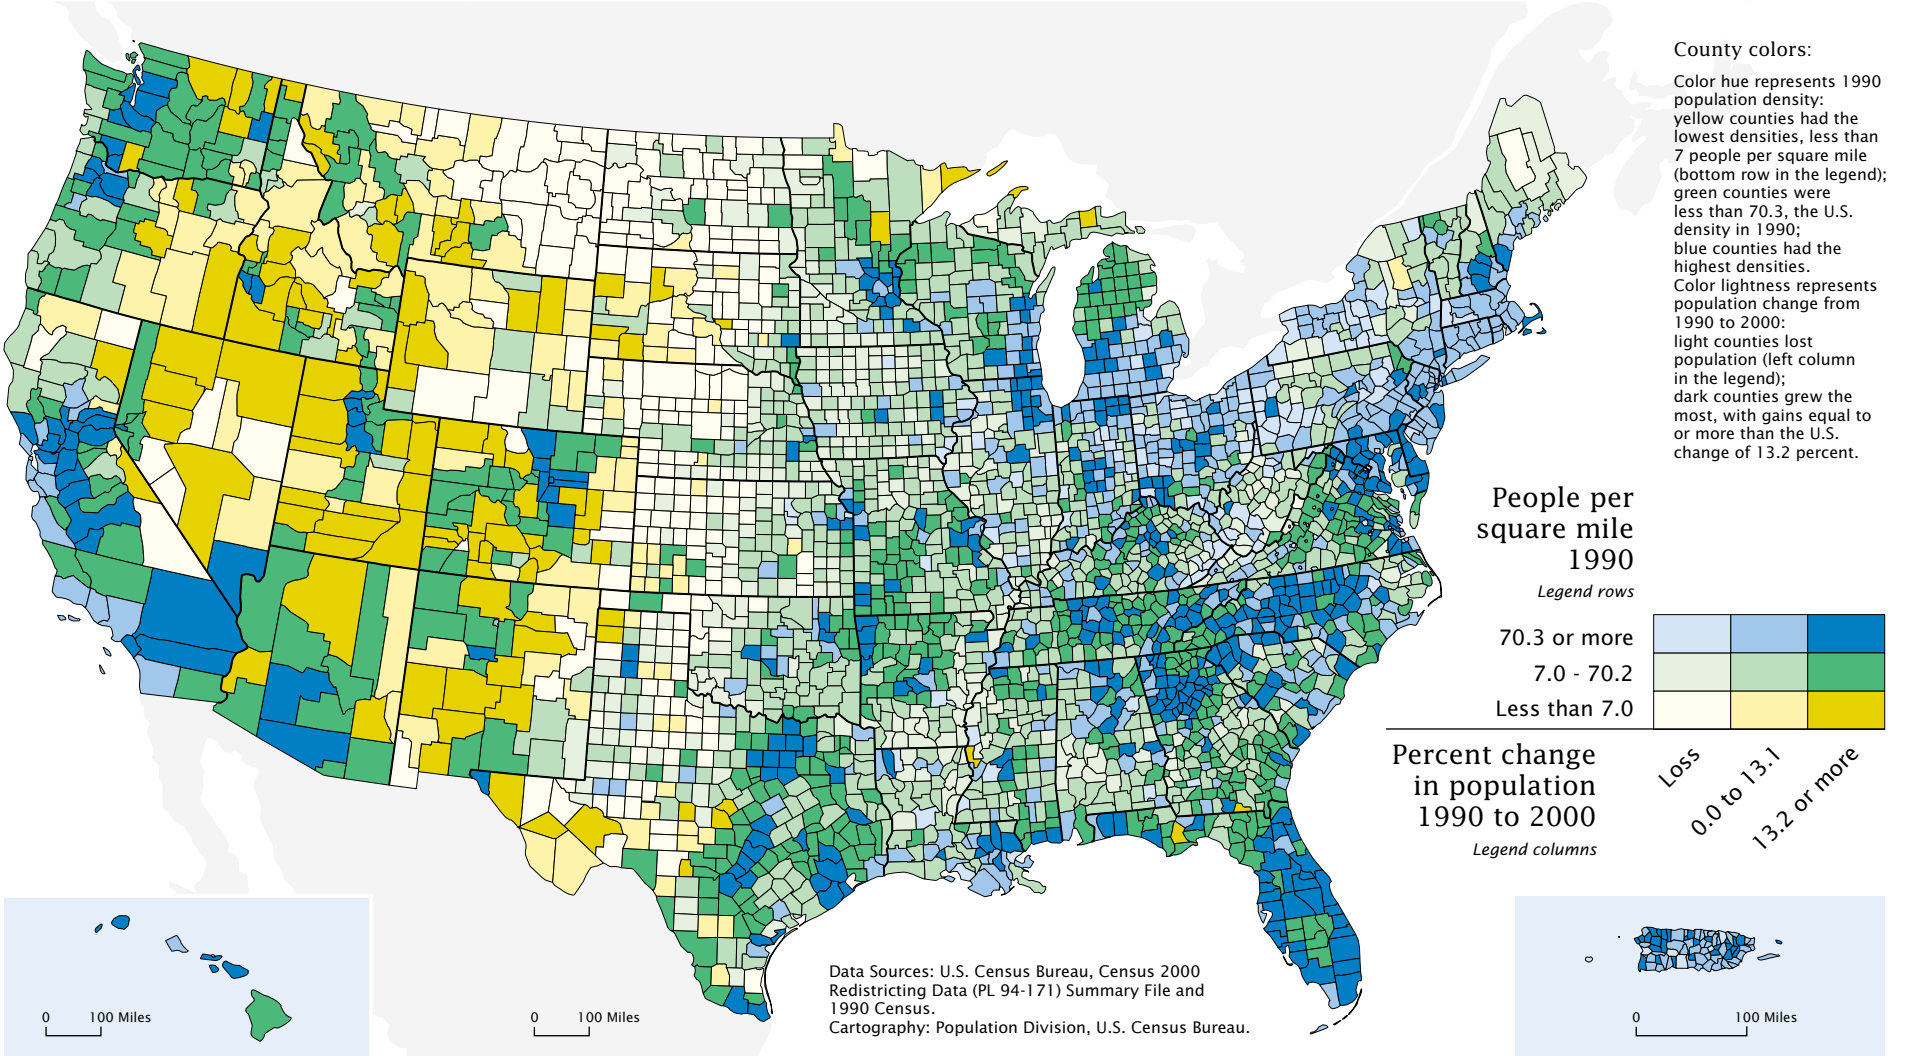 County colors:
Color hue represents 1990
population density:
yellow counties had the
lowest densities, less than
7 people per square mile
(bottom row in the legend);
green counties were
less than 70.3, the U.S.
density in 1990;
blue counties had the
highest densities.
Color lightness represents
population change from
1990 to 2000:
light counties lost
population (left column
in the legend);
dark counties grew the
most, with gains equal to
or more than the U.S.
change of 13.2 percent.
People per
square mile
1990
Legend rows
70.3 or more
7.0 - 70.2
Less than 7.0
Percent change
in population
1990 to 2000
Legend columns
Loss
0.0 to 13.1
13.2 or more
Data Sources: U.S. Census Bureau, Census 2000
Redistricting Data (PL 94-171) Summary File and
1990 Census.
Cartography: Population Division, U.S. Census Bureau.
0 100 Miles
0 100 Miles
0 100 Miles